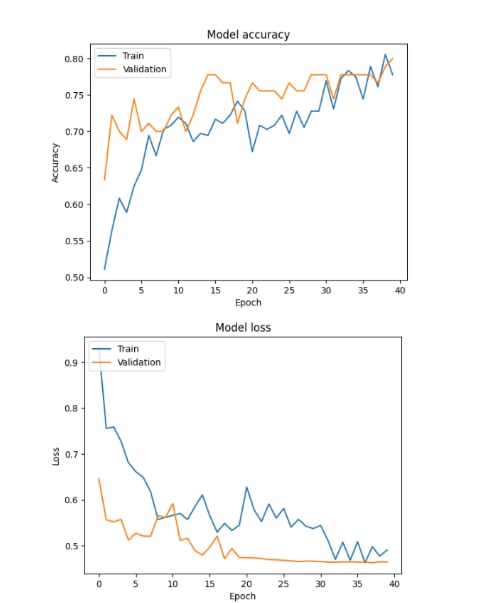 Model accuracy
Train
Validation
0.80
0.75
0.70
0.65
0.60
0.55
0.50
Accuracy
0 5 10 15 20 25 30 35 40
Epoch
Model loss
Train
Validation
0.9
0.8
0.7
0.6
0.5
Loss
0 5 10 15 20 25 30 35 40
Epoch